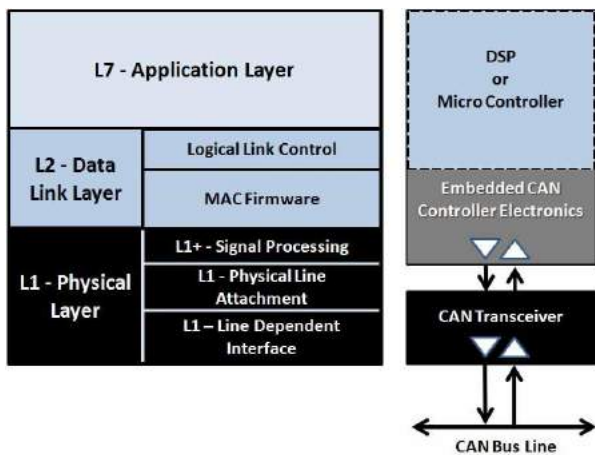 L7 - Application Layer
L2 - Data
Link Layer
Logical Link Control
MAC Firmware
L1 - Physical
Layer
L1+ - Signal Processing
L1 - Physical Line
Attachment
L1 – Line Dependent
Interface
DSP
or
Micro Controller
Embedded CAN
Controller Electronics
CAN Transceiver
CAN Bus Line